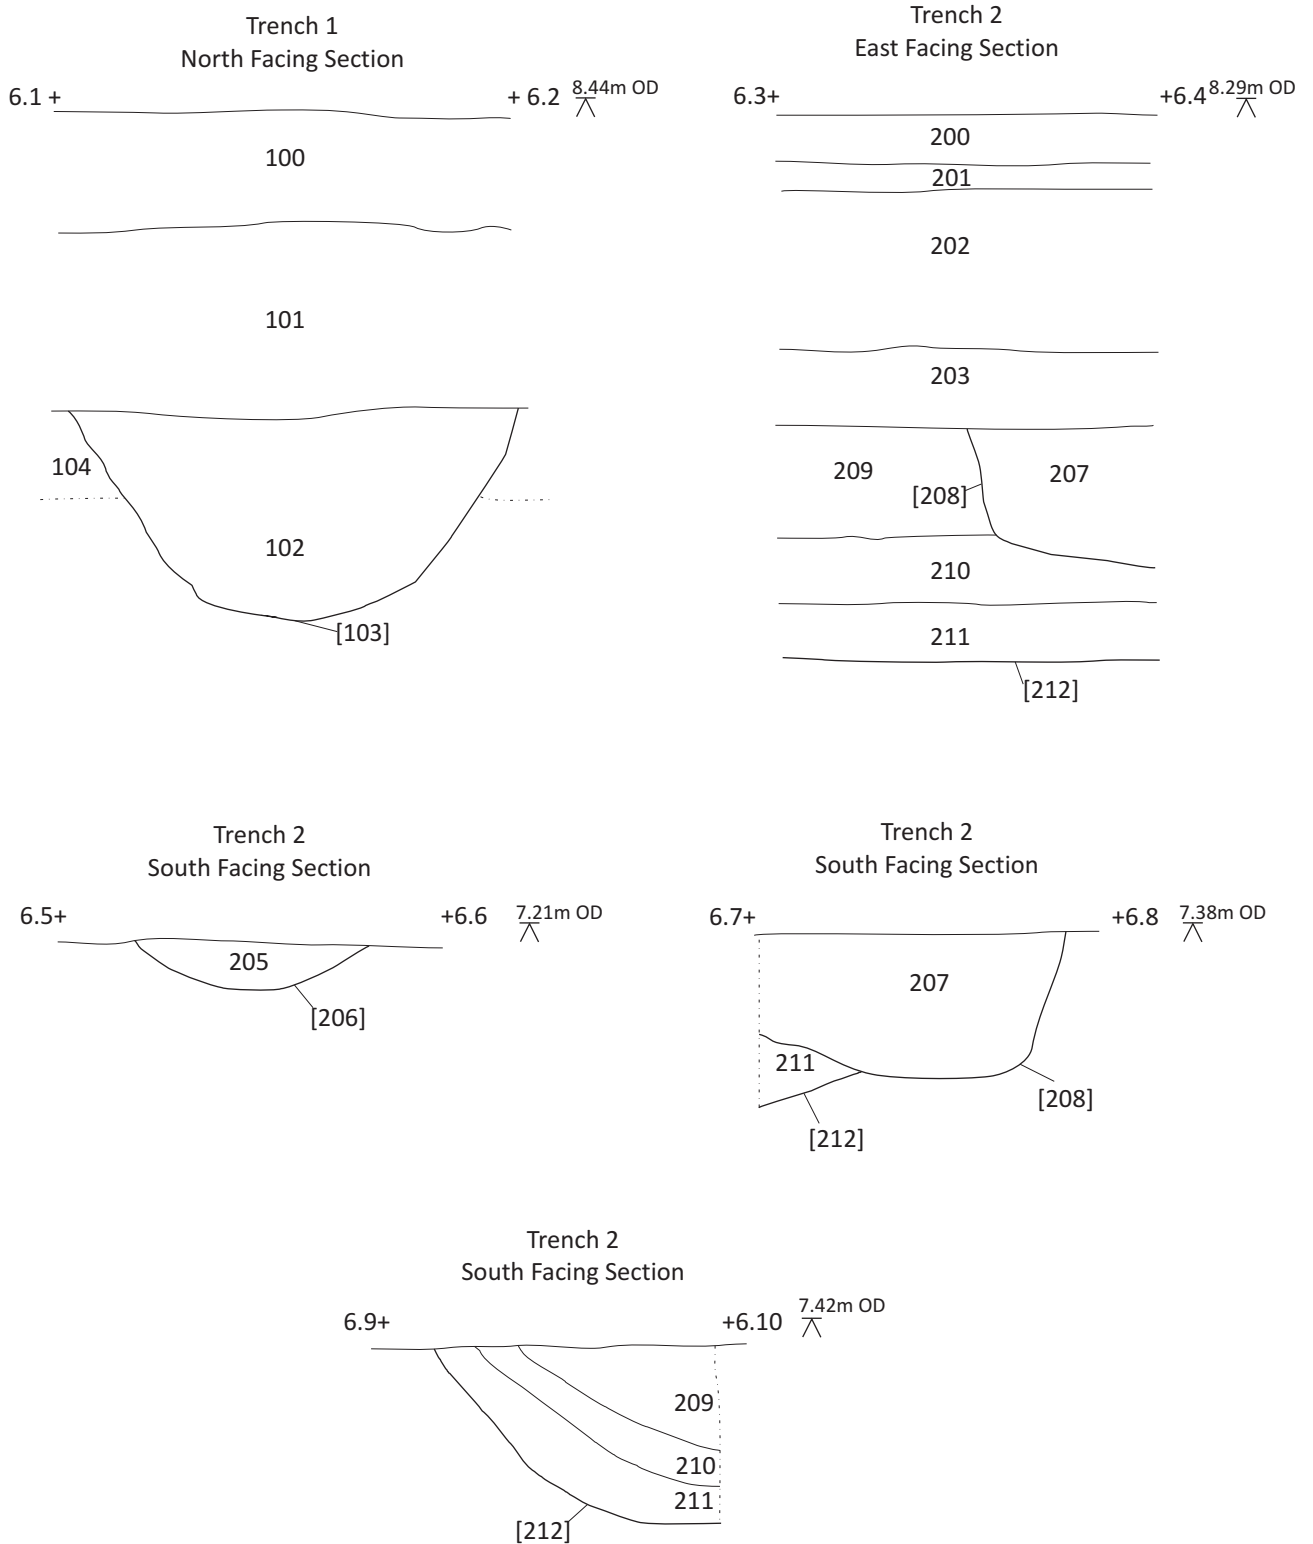 Trench 1
North Facing Section
6.1 +
+ 6.2
8.44m OD
100
101
104
102
[103]
Trench 2
East Facing Section
6.3+
+6.4
8.29m OD
200
201
202
203
209
[208]
207
210
211
[212]
Trench 2
South Facing Section
6.5+
+6.6
7.21m OD
205
[206]
Trench 2
South Facing Section
6.7+
+6.8
7.38m OD
207
211
[208]
[212]
Trench 2
South Facing Section
6.9+
+6.10
7.42m OD
209
210
211
[212]